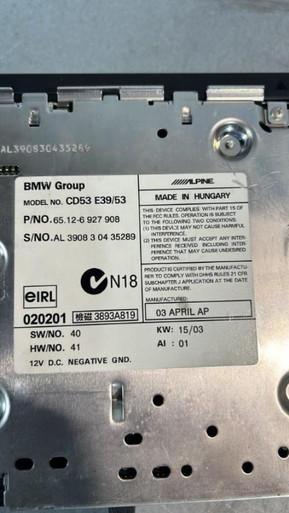 AL390830435289
BMW Group
MODEL NO. CD53 E39/53
P/NO. 65.12-6 927 908
S/NO. AL 3908 3 04 35289
ALPINE
MADE IN HUNGARY
THIS DEVICE COMPLIES WITH PART 15 OF
THE FCC RULES. OPERATION IS SUBJECT
TO THE FOLLOWING TWO CONDITIONS:
(1) THIS DEVICE MAY NOT CAUSE HARMFUL
INTERFERENCE.
(2) THIS DEVICE MUST ACCEPT ANY INTER-
FERENCE RECEIVED INCLUDING INTER-
FERENCE THAT MAY CAUSE UNDESIRED
OPERATION.
N18
PRODUCTS CERTIFIED BY THE MANUFACTU-
RER TO COMPLY WITH DHHS RULES 21 CFR
SUBCHAPTER J APPLICATION AT THE DATE
OF MANUFACTURE.
eIRL
020201
檢磁 3893A819
MANUFACTURED:
03 APRIL AP
SW/NO. 40
HW/NO. 41
KW: 15/03
AI : 01
12V D.C. NEGATIVE GND.